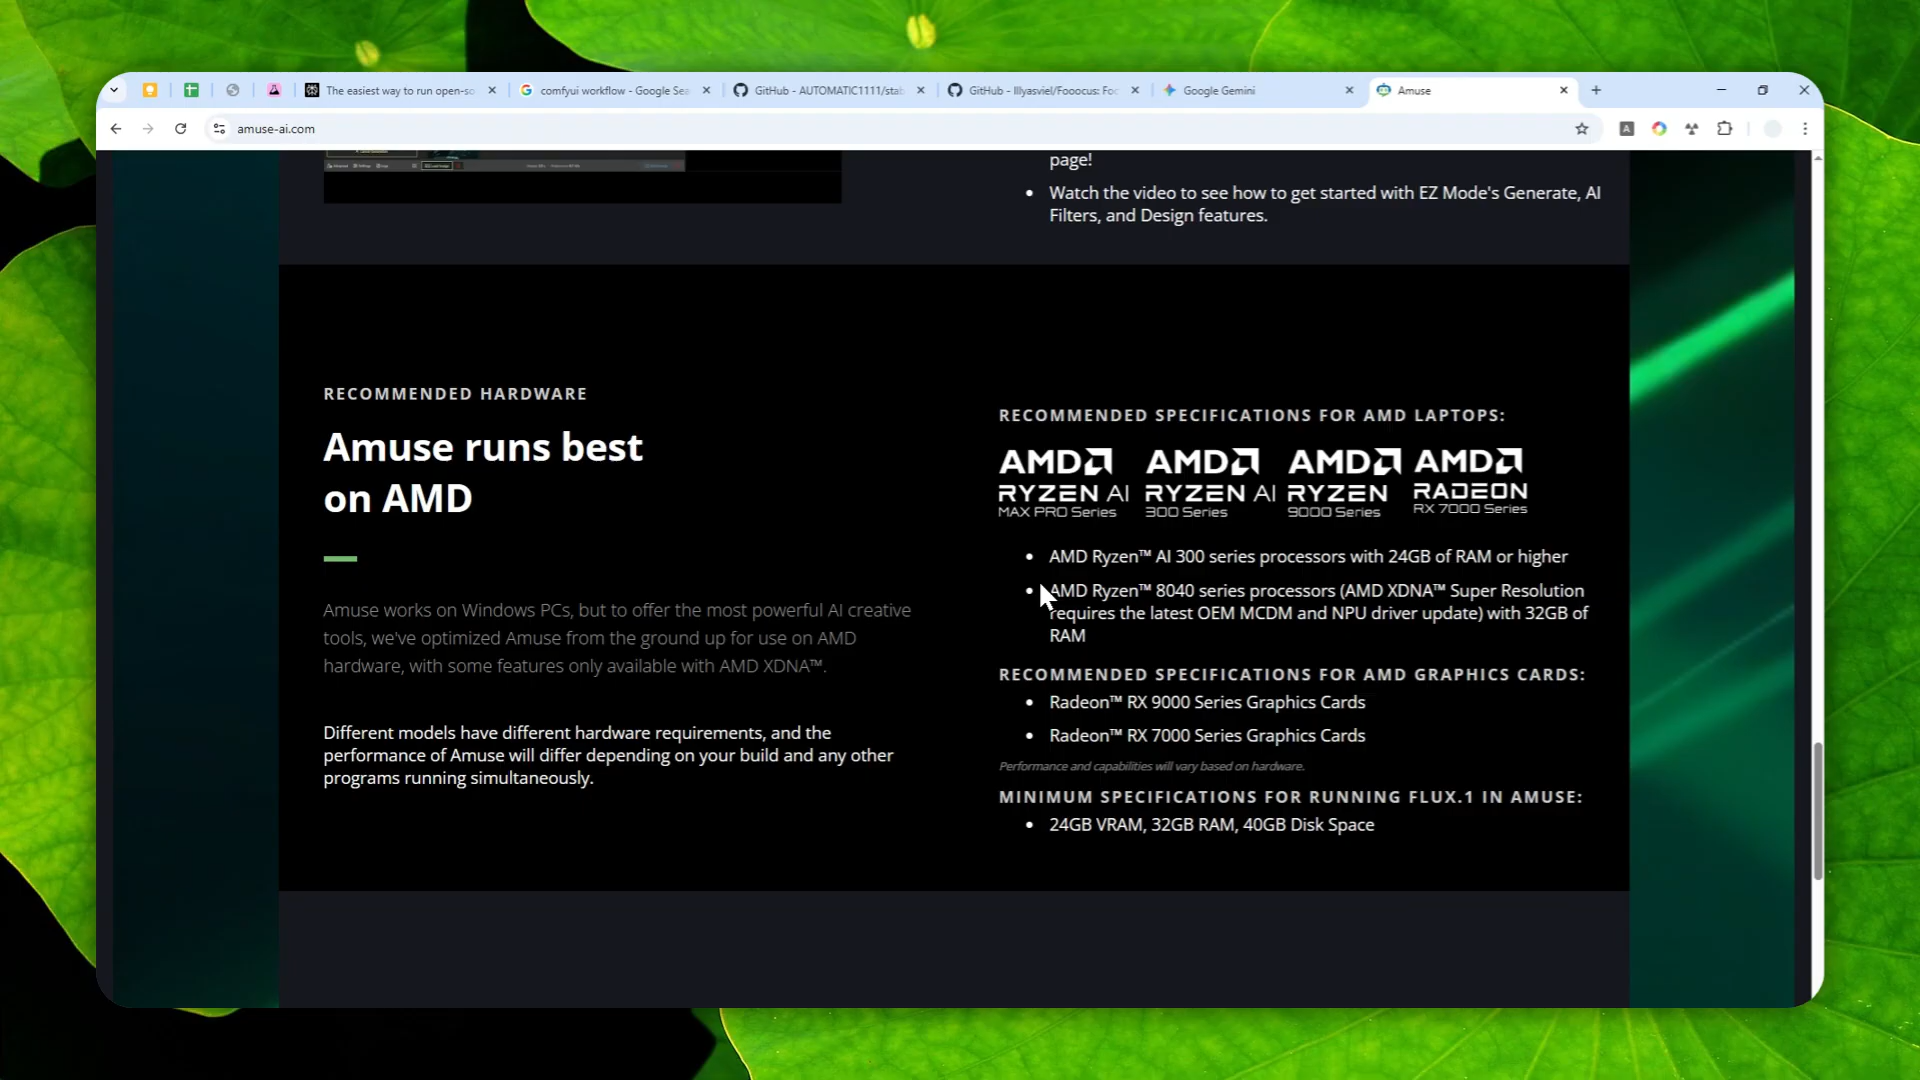 The easiest way to run open-so
comfyui workflow - Google Sea
GitHub - AUTOMATIC1111/stab
GitHub - lllyasviel/Fooocus: Foc
Google Gemini
Amuse
amuse-ai.com
page!
• Watch the video to see how to get started with EZ Mode's Generate, AI
Filters, and Design features.
RECOMMENDED HARDWARE
Amuse runs best
on AMD
Amuse works on Windows PCs, but to offer the most powerful AI creative
tools, we've optimized Amuse from the ground up for use on AMD
hardware, with some features only available with AMD XDNA™.
Different models have different hardware requirements, and the
performance of Amuse will differ depending on your build and any other
programs running simultaneously.
RECOMMENDED SPECIFICATIONS FOR AMD LAPTOPS:
AMD RYZEN AI MAX PRO Series
AMD RYZEN AI 300 Series
AMD RYZEN 9000 Series
AMD RADEON RX 7000 Series
• AMD Ryzen™ AI 300 series processors with 24GB of RAM or higher
• AMD Ryzen™ 8040 series processors (AMD XDNA™ Super Resolution
requires the latest OEM MCDM and NPU driver update) with 32GB of
RAM
RECOMMENDED SPECIFICATIONS FOR AMD GRAPHICS CARDS:
• Radeon™ RX 9000 Series Graphics Cards
• Radeon™ RX 7000 Series Graphics Cards
Performance and capabilities will vary based on hardware.
MINIMUM SPECIFICATIONS FOR RUNNING FLUX.1 IN AMUSE:
• 24GB VRAM, 32GB RAM, 40GB Disk Space